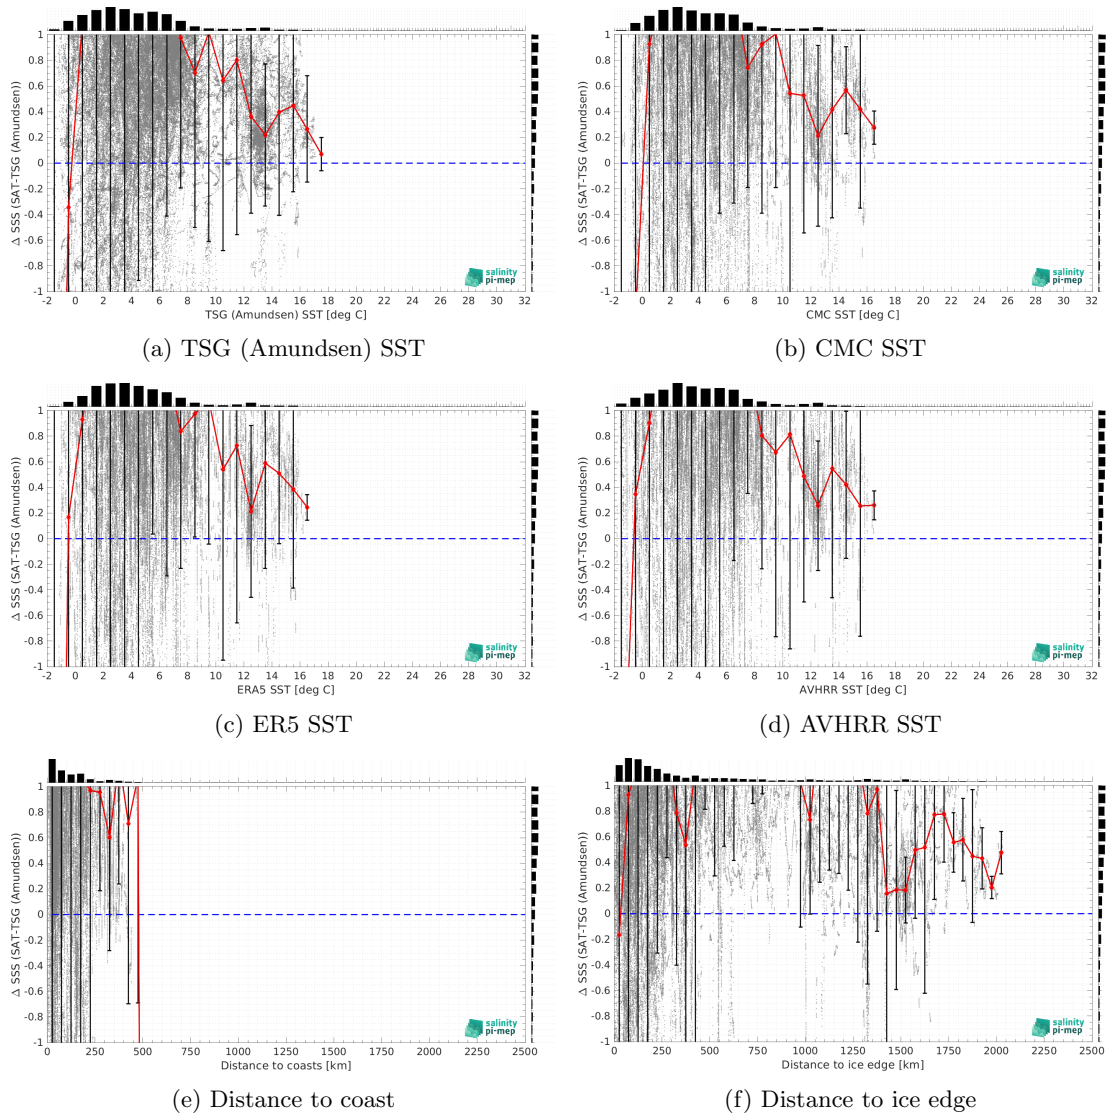 1
0.8
0.6
0.4
0.2
0
-0.2
-0.4
-0.6
-0.8
-1
Δ SSS (SAT-TSG (Amundsen))
salinity
pi-mep
-2 0 2 4 6 8 10 12 14 16 18 20 22 24 26 28 30 32
TSG (Amundsen) SST [deg C]
(a) TSG (Amundsen) SST
1
0.8
0.6
0.4
0.2
0
-0.2
-0.4
-0.6
-0.8
-1
Δ SSS (SAT-TSG (Amundsen))
salinity
pi-mep
-2 0 2 4 6 8 10 12 14 16 18 20 22 24 26 28 30 32
CMC SST [deg C]
(b) CMC SST
1
0.8
0.6
0.4
0.2
0
-0.2
-0.4
-0.6
-0.8
-1
Δ SSS (SAT-TSG (Amundsen))
salinity
pi-mep
-2 0 2 4 6 8 10 12 14 16 18 20 22 24 26 28 30 32
ERA5 SST [deg C]
(c) ER5 SST
1
0.8
0.6
0.4
0.2
0
-0.2
-0.4
-0.6
-0.8
-1
Δ SSS (SAT-TSG (Amundsen))
salinity
pi-mep
-2 0 2 4 6 8 10 12 14 16 18 20 22 24 26 28 30 32
AVHRR SST [deg C]
(d) AVHRR SST
1
0.8
0.6
0.4
0.2
0
-0.2
-0.4
-0.6
-0.8
-1
Δ SSS (SAT-TSG (Amundsen))
salinity
pi-mep
0 250 500 750 1000 1250 1500 1750 2000 2250 2500
Distance to coasts [km]
(e) Distance to coast
1
0.8
0.6
0.4
0.2
0
-0.2
-0.4
-0.6
-0.8
-1
Δ SSS (SAT-TSG (Amundsen))
salinity
pi-mep
0 250 500 750 1000 1250 1500 1750 2000 2250 2500
Distance to ice edge [km]
(f) Distance to ice edge